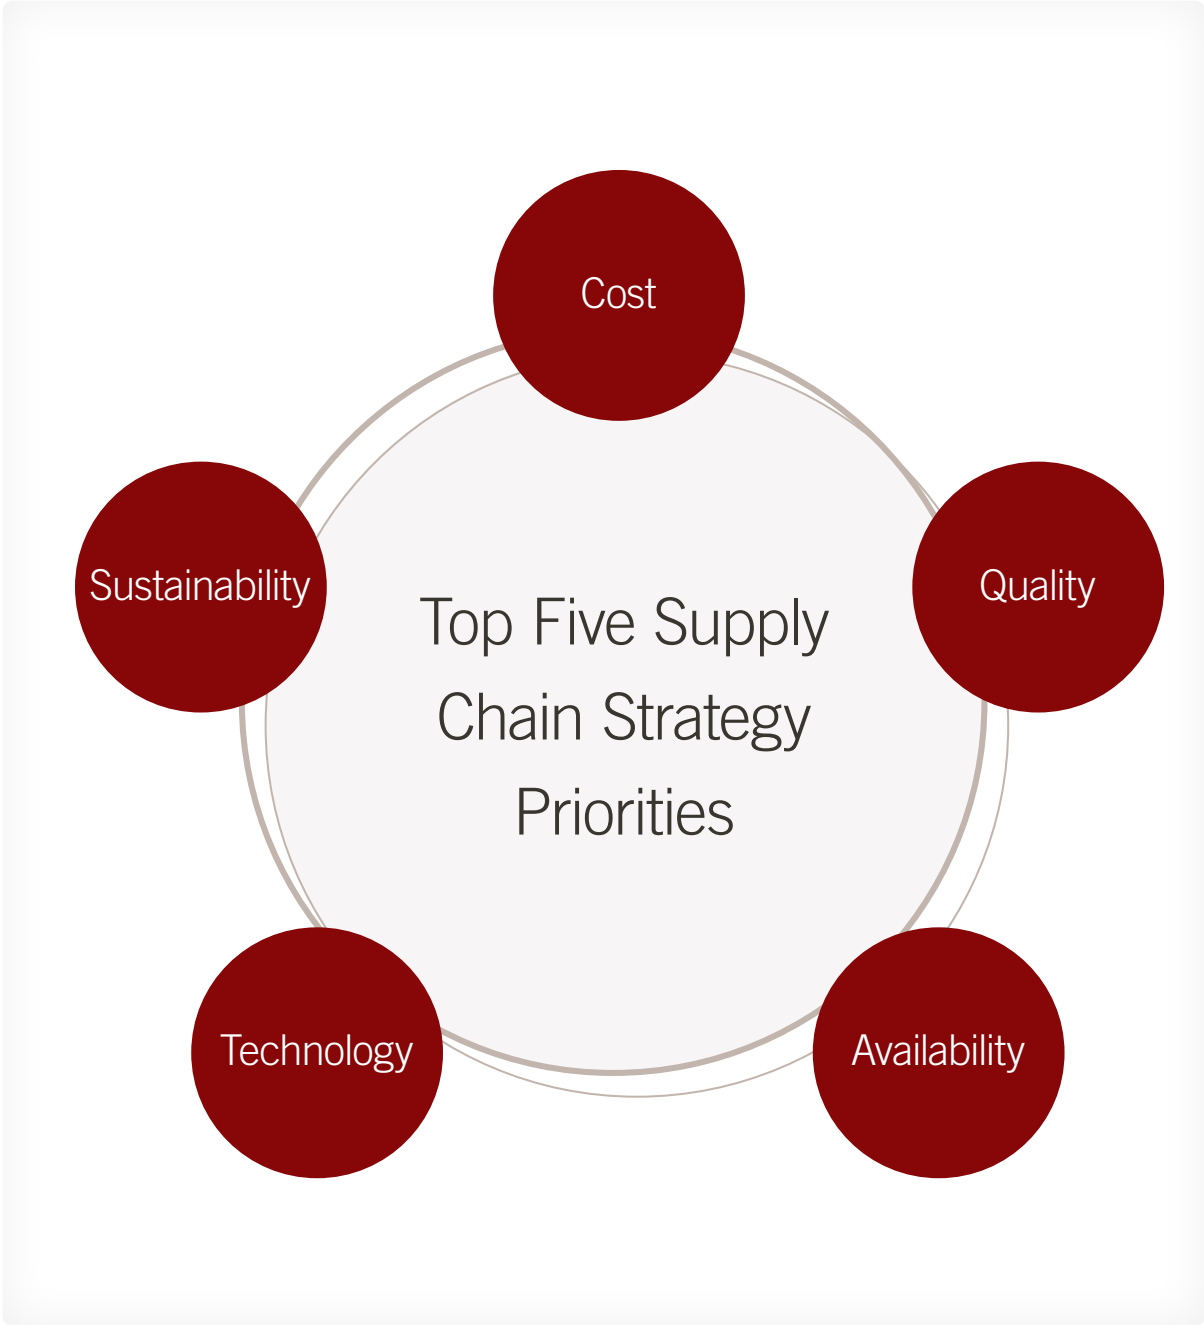 Cost
Sustainability
Quality
Top Five Supply
Chain Strategy
Priorities
Technology
Availability